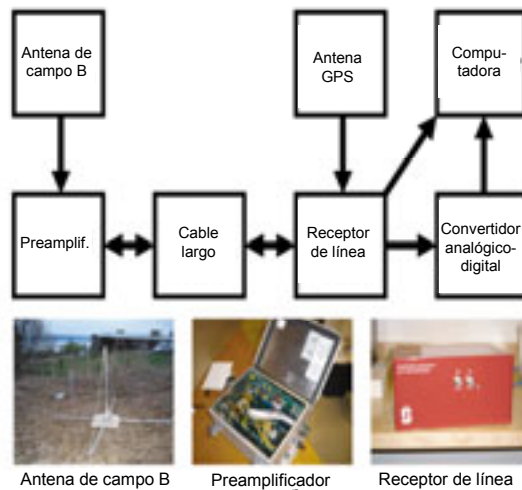 Antena de
campo B
Antena
GPS
Compu-
tadora
Preamplif.
Cable
largo
Receptor
de línea
Convertidor
analógico-
digital
Antena de campo B
Preamplificador
Receptor de línea